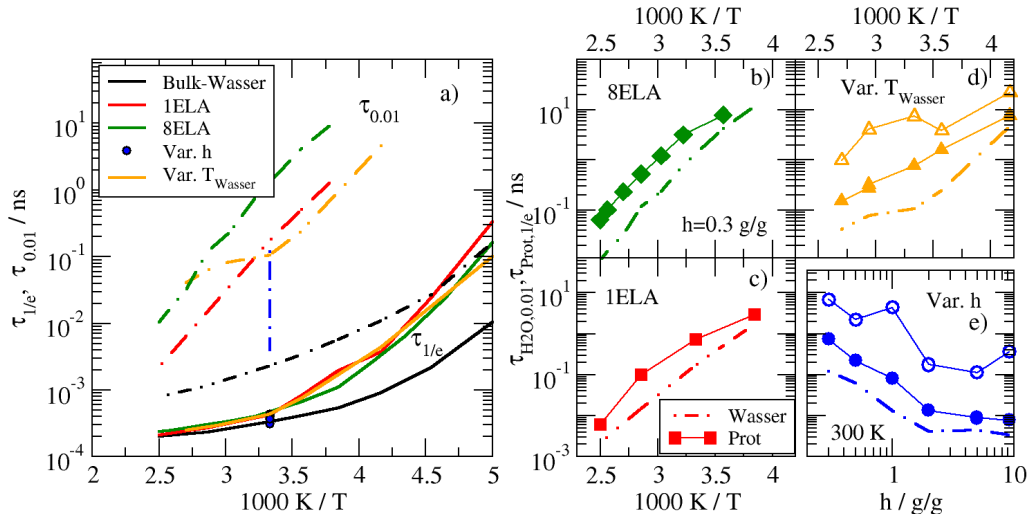 1000 K / T
2.5 3 3.5 4
1000 K / T
2.5 3 3.5 4
a)
Bulk-Wasser
1ELA
8ELA
Var. h
Var. T_Wasser
τ_0.01
τ_1/e
10^1
10^0
10^-1
10^-2
10^-3
10^-4
τ_1/e, τ_0.01 / ns
2 2.5 3 3.5 4 4.5 5
1000 K / T
b)
8ELA
h=0.3 g/g
10^1
10^-1
d)
Var. T_Wasser
τ_H2O,0.01, τ_Prot,1/e / ns
c)
1ELA
Wasser
Prot
10^1
10^-1
10^-3
2.5 3 3.5 4
1000 K / T
Var. h
e)
300 K
1 10
h / g/g